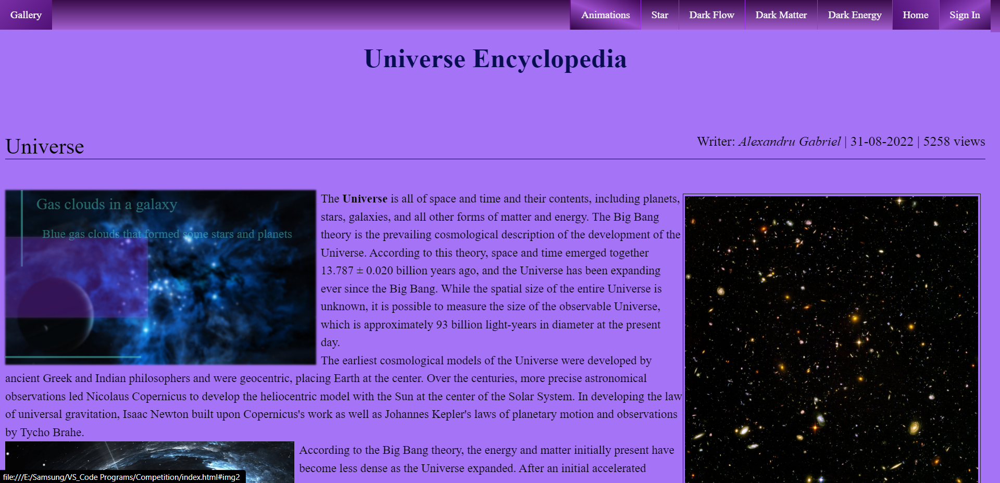 Gallery
Animations
Star
Dark Flow
Dark Matter
Dark Energy
Home
Sign In
Universe Encyclopedia
Universe
Writer: Alexandru Gabriel | 31-08-2022 | 5258 views
Gas clouds in a galaxy
Blue gas clouds that formed some stars and planets
The Universe is all of space and time and their contents, including planets,
stars, galaxies, and all other forms of matter and energy. The Big Bang
theory is the prevailing cosmological description of the development of the
Universe. According to this theory, space and time emerged together
13.787 ± 0.020 billion years ago, and the Universe has been expanding
ever since the Big Bang. While the spatial size of the entire Universe is
unknown, it is possible to measure the size of the observable Universe,
which is approximately 93 billion light-years in diameter at the present
day.
The earliest cosmological models of the Universe were developed by
ancient Greek and Indian philosophers and were geocentric, placing Earth at the center. Over the centuries, more precise astronomical
observations led Nicolaus Copernicus to develop the heliocentric model with the Sun at the center of the Solar System. In developing the law
of universal gravitation, Isaac Newton built upon Copernicus's work as well as Johannes Kepler's laws of planetary motion and observations
by Tycho Brahe.
According to the Big Bang theory, the energy and matter initially present have
become less dense as the Universe expanded. After an initial accelerated
file:///E:/Samsung/VS_Code Programs/Competition/index.html#img2